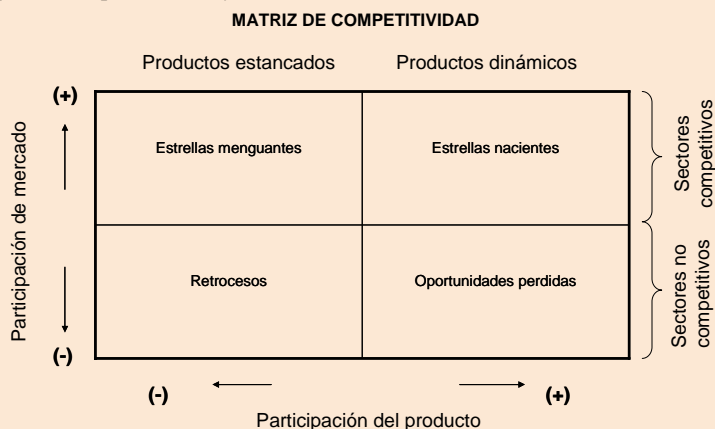 MATRIZ DE COMPETITIVIDAD
Productos estancados
Productos dinámicos
(+)
Estrellas menguantes
Estrellas nacientes
Sectores
competitivos
Participación de mercado
Retrocesos
Oportunidades perdidas
Sectores no
competitivos
(-)
(-)
(+)
Participación del producto